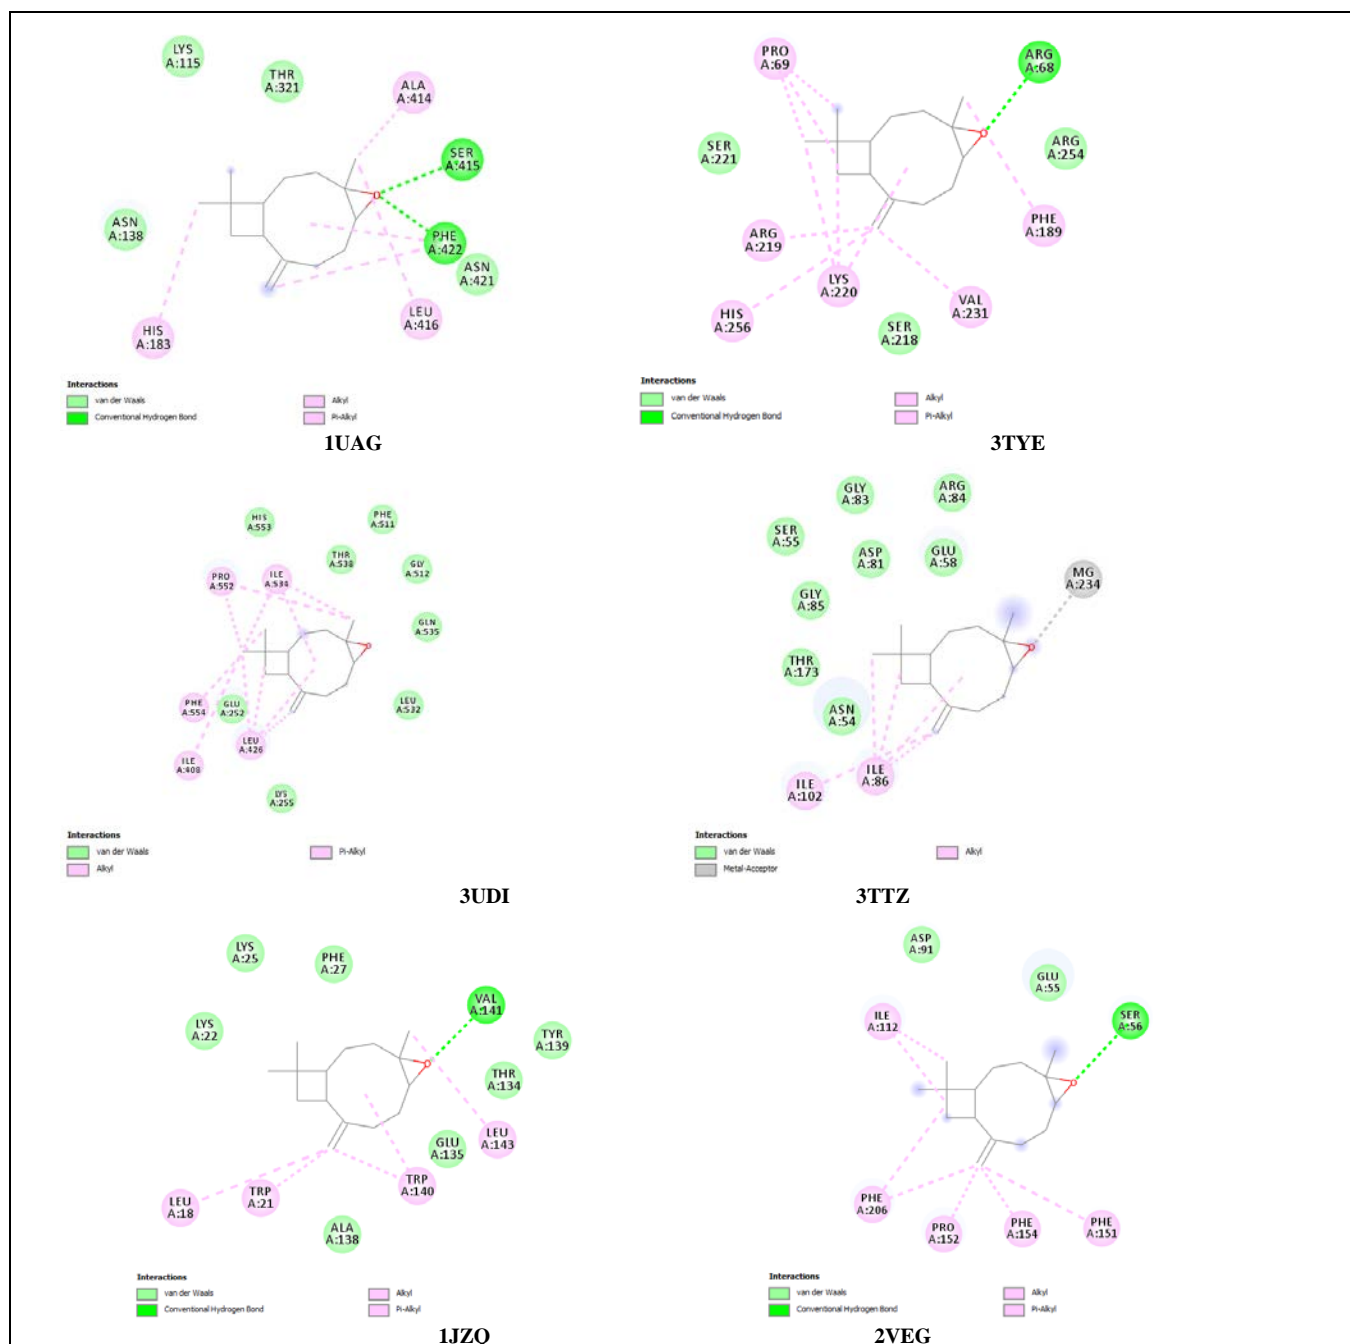 LYS
A:115
THR
A:321
ALA
A:414
SER
A:415
ASN
A:138
PHE
A:422
ASN
A:421
LEU
A:416
HIS
A:183
Interactions
van der Waals
Conventional Hydrogen Bond
Alkyl
Pi-Alkyl
1UAG
PRO
A:69
ARG
A:68
SER
A:221
ARG
A:254
ARG
A:219
PHE
A:189
LYS
A:220
HIS
A:256
VAL
A:231
SER
A:218
Interactions
van der Waals
Conventional Hydrogen Bond
Alkyl
Pi-Alkyl
3TYE
HIS
A:553
PHE
A:511
THR
A:538
GLY
A:512
PRO
A:552
ILE
A:534
GLN
A:535
PHE
A:554
GLU
A:252
LEU
A:532
LEU
A:426
ILE
A:408
LYS
A:255
Interactions
van der Waals
Alkyl
Pi-Alkyl
3UDI
GLY
A:83
ARG
A:84
SER
A:55
ASP
A:81
GLU
A:58
MG
A:234
GLY
A:85
THR
A:173
ASN
A:54
ILE
A:86
ILE
A:102
Interactions
van der Waals
Metal-Acceptor
Alkyl
3TTZ
LYS
A:25
PHE
A:27
VAL
A:141
LYS
A:22
TYR
A:139
THR
A:134
GLU
A:135
LEU
A:143
TRP
A:140
TRP
A:21
LEU
A:18
ALA
A:138
Interactions
van der Waals
Conventional Hydrogen Bond
Alkyl
Pi-Alkyl
1JZQ
ASP
A:91
GLU
A:55
ILE
A:112
SER
A:56
PHE
A:206
PRO
A:152
PHE
A:154
PHE
A:151
Interactions
van der Waals
Conventional Hydrogen Bond
Alkyl
Pi-Alkyl
2VEG